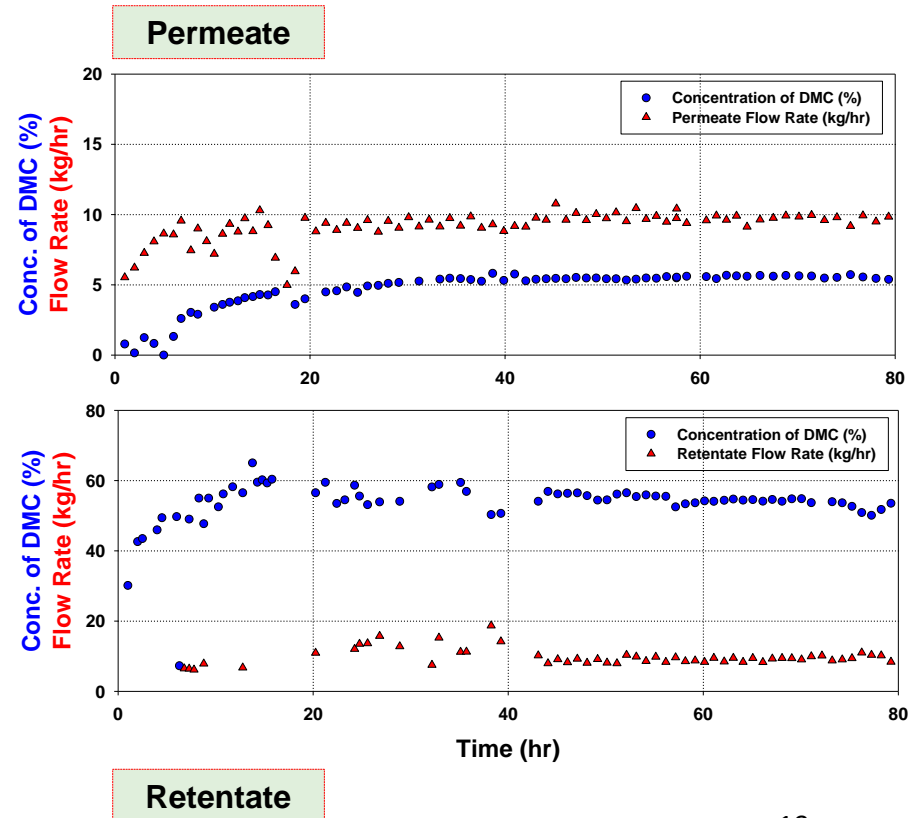 Permeate
Conc. of DMC (%)
Flow Rate (kg/hr)
20
15
10
5
0
Concentration of DMC (%)
Permeate Flow Rate (kg/hr)
0 20 40 60 80
Conc. of DMC (%)
Flow Rate (kg/hr)
80
60
40
20
0
Concentration of DMC (%)
Retentate Flow Rate (kg/hr)
0 20 40 60 80
Time (hr)
Retentate